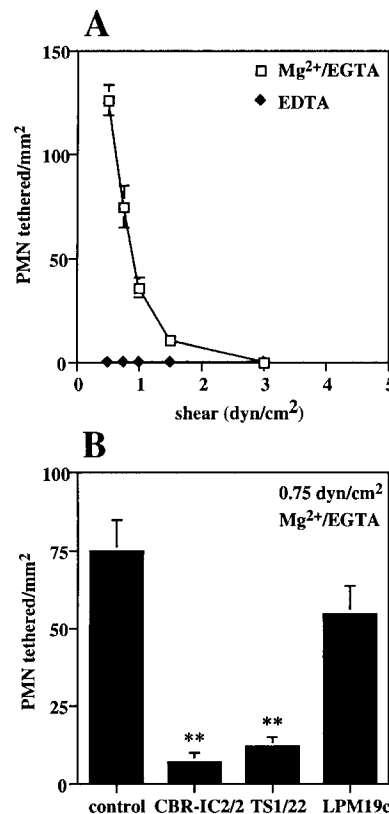 A
150
100
50
0
PMN tethered/mm²
Mg²⁺/EGTA
EDTA
0 1 2 3 4 5
shear (dyn/cm²)
B
100
75
50
25
0
PMN tethered/mm²
0.75 dyn/cm²
Mg²⁺/EGTA
** **
control CBR-IC2/2 TS1/22 LPM19c